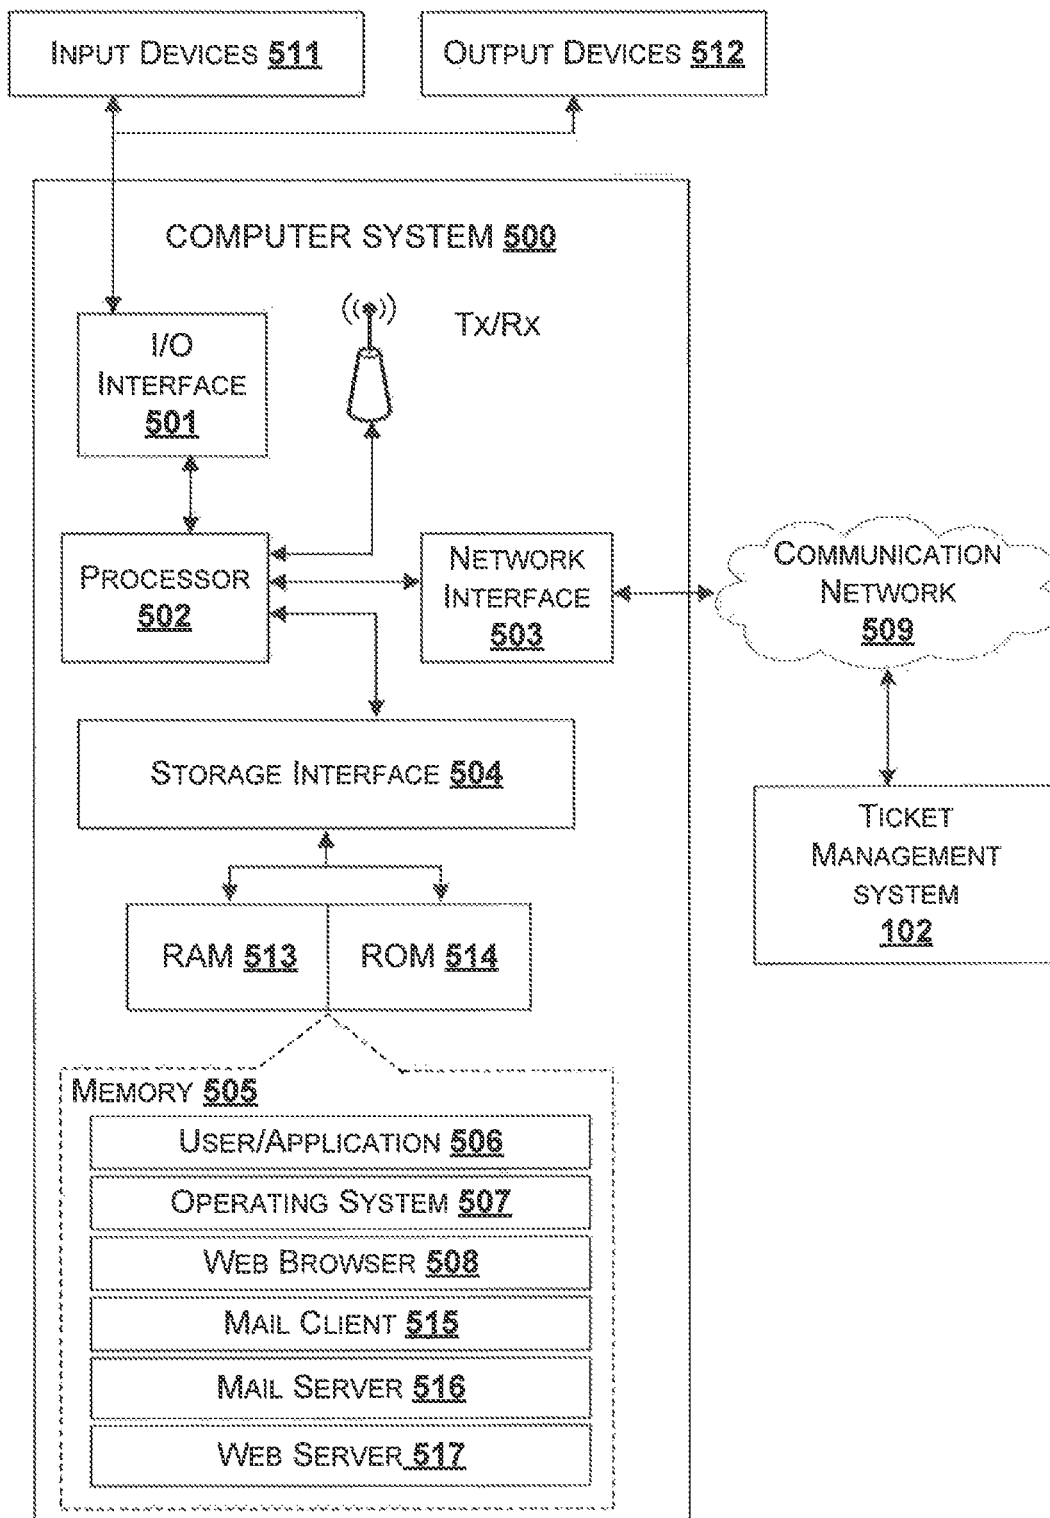 INPUT DEVICES 511
OUTPUT DEVICES 512
COMPUTER SYSTEM 500
Tx/Rx
I/O
INTERFACE
501
PROCESSOR
502
NETWORK
INTERFACE
503
COMMUNICATION
NETWORK
509
STORAGE INTERFACE 504
TICKET
MANAGEMENT
SYSTEM
102
RAM 513
ROM 514
MEMORY 505
USER/APPLICATION 506
OPERATING SYSTEM 507
WEB BROWSER 508
MAIL CLIENT 515
MAIL SERVER 516
WEB SERVER 517